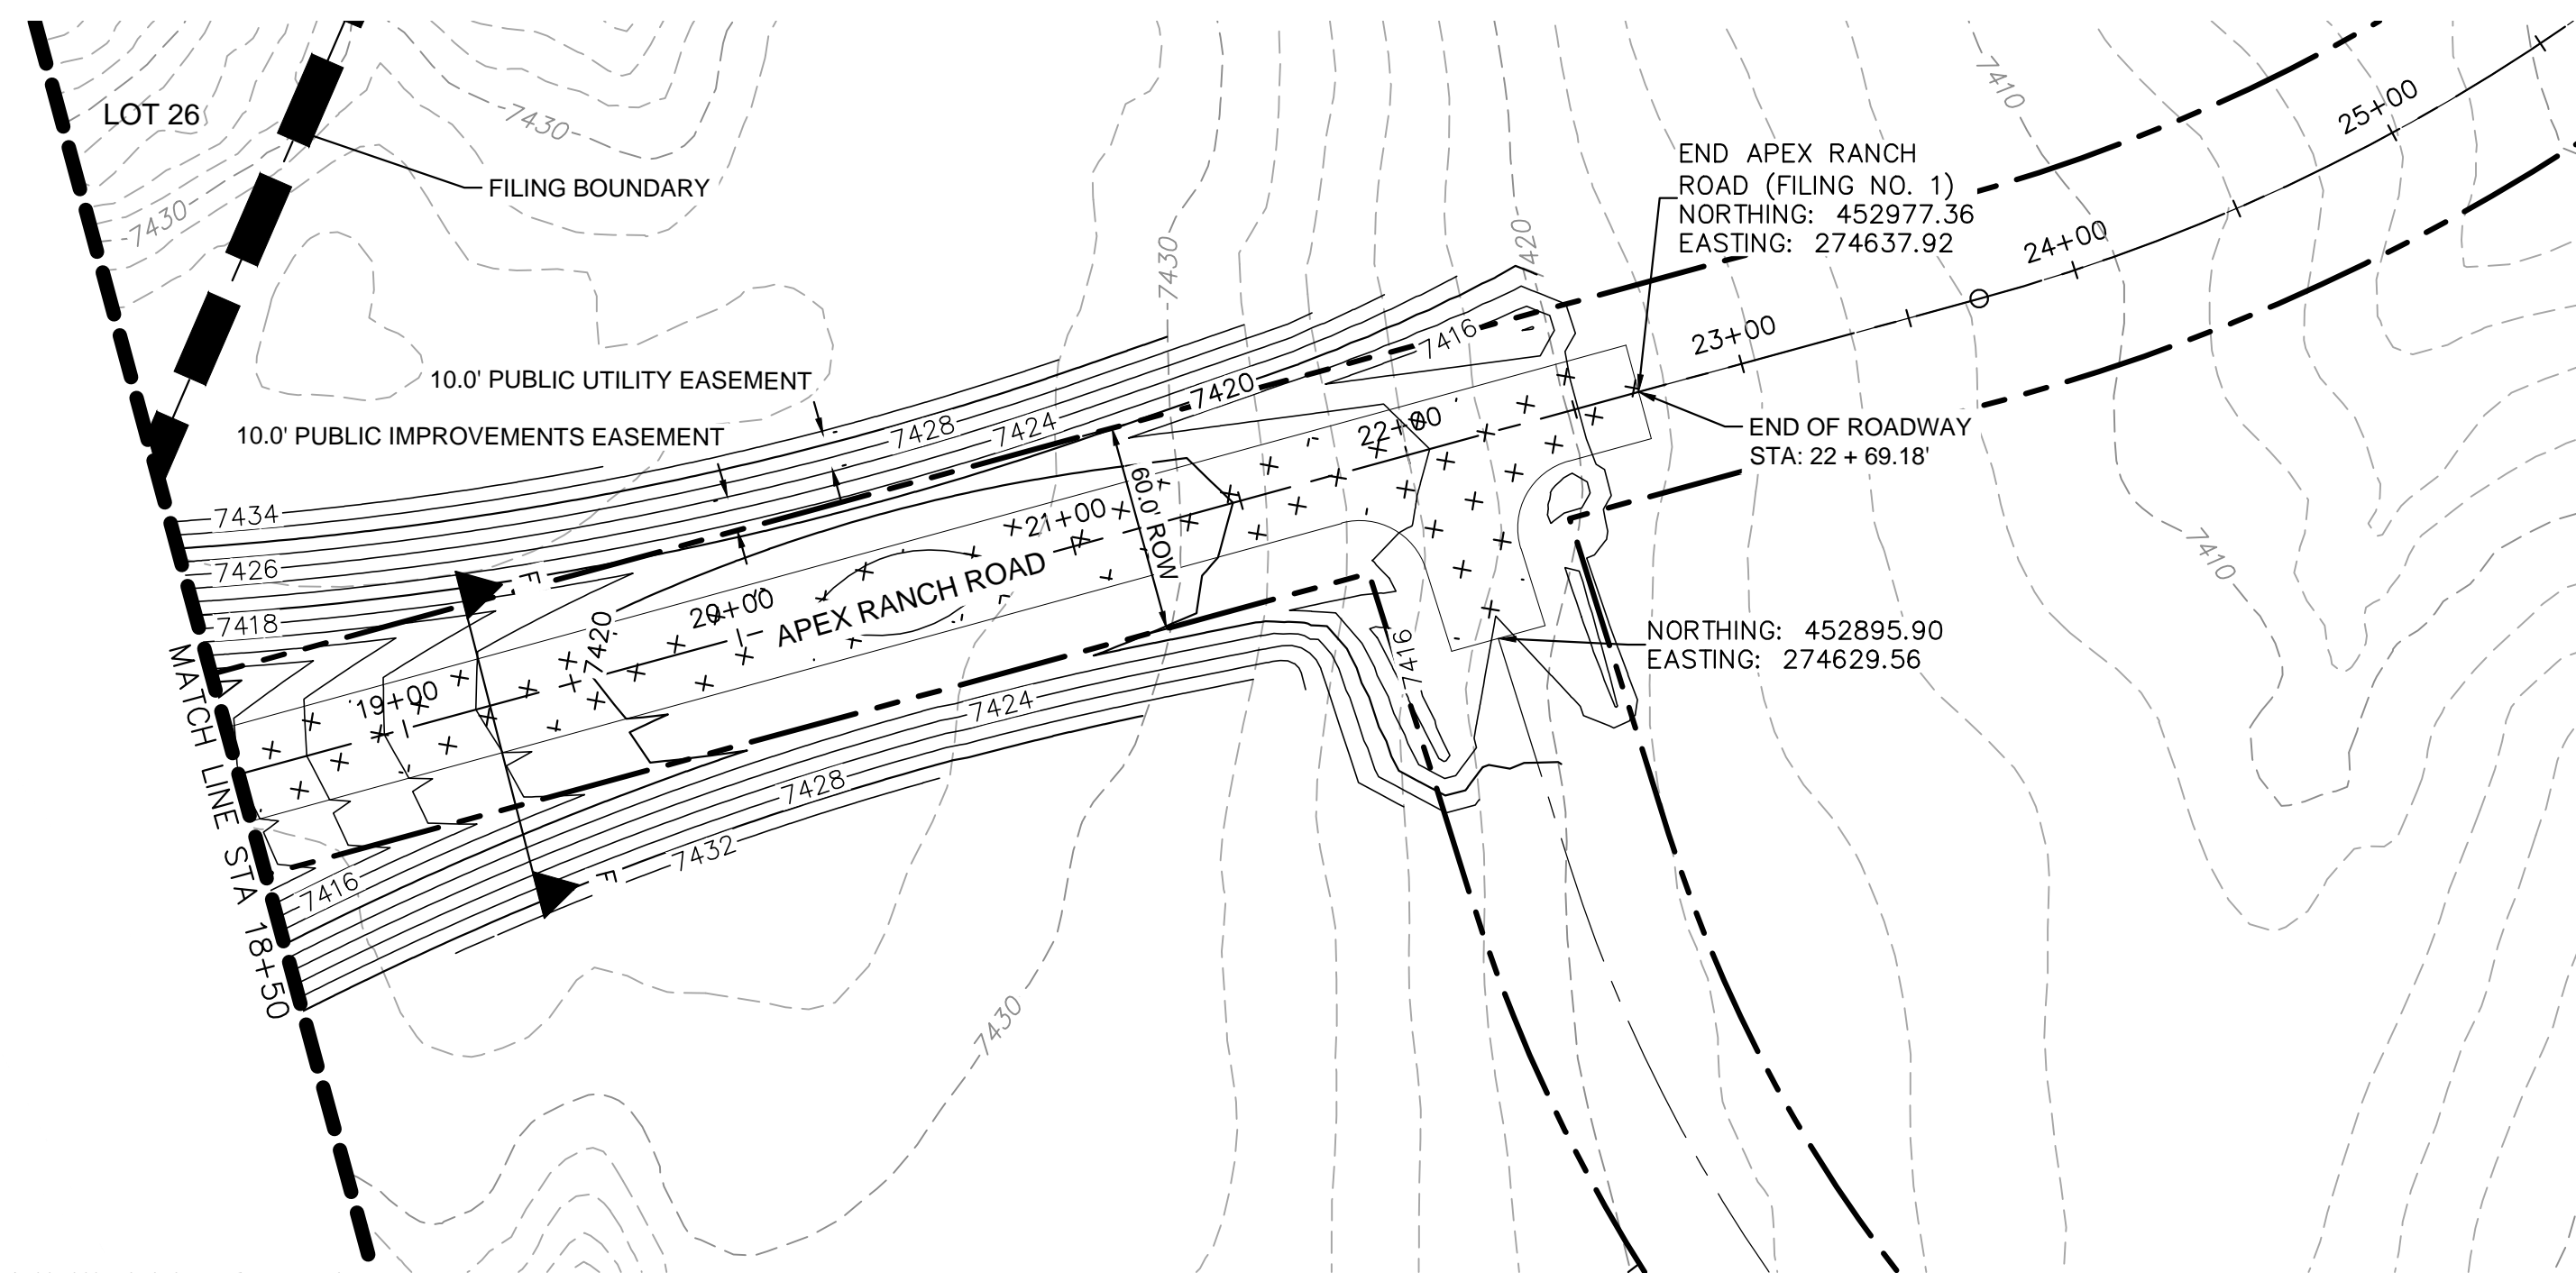 LOT 26
7430
7430
FILING BOUNDARY
7410
25+00
END APEX RANCH
ROAD (FILING NO. 1)
NORTHING: 452977.36
EASTING: 274637.92
24+00
7430
7420
23+00
7416
10.0' PUBLIC UTILITY EASEMENT
7420
10.0' PUBLIC IMPROVEMENTS EASEMENT
7428
7424
22+00
END OF ROADWAY
STA: 22 + 69.18'
60.0' ROW
7434
21+00
7426
F
APEX RANCH ROAD
7410
20+00
7418
7420
NORTHING: 452895.90
EASTING: 274629.56
7416
19+00
7424
7428
7432
7416
F
MATCH LINE STA 18+50
7430